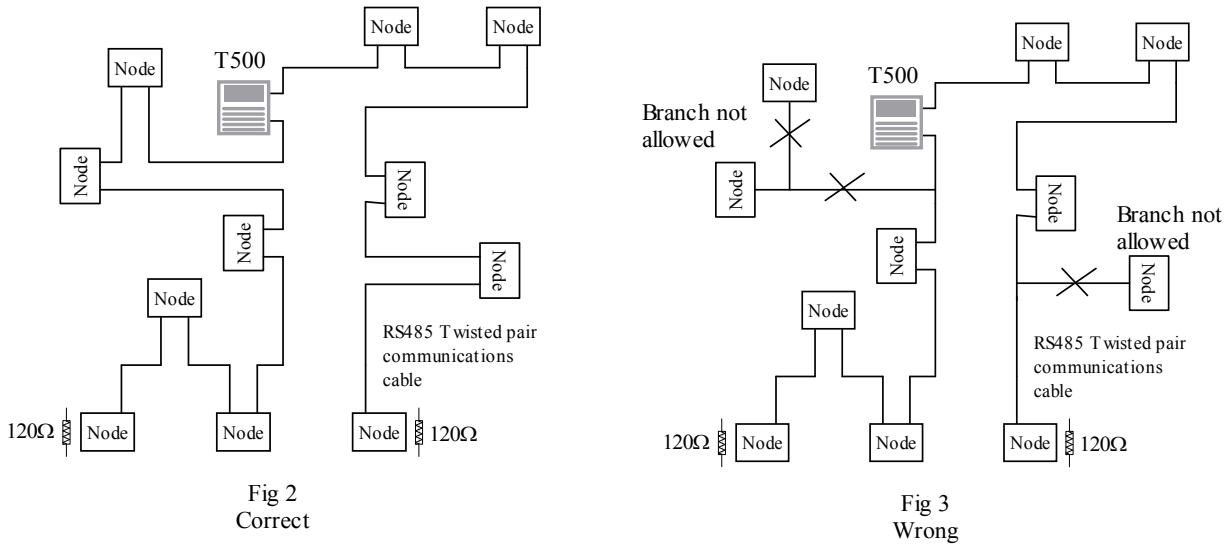 Node
Node
Node
T500
Node
Node
Node
Node
Node
RS485 Twisted pair
communications
cable
120Ω
Node
Node
Node
120Ω
Fig 2
Correct
Node
Node
T500
Node
Branch not
allowed
Node
Node
Node
Branch not
allowed
Node
Node
RS485 Twisted pair
communications
cable
120Ω
Node
Node
Node
120Ω
Fig 3
Wrong